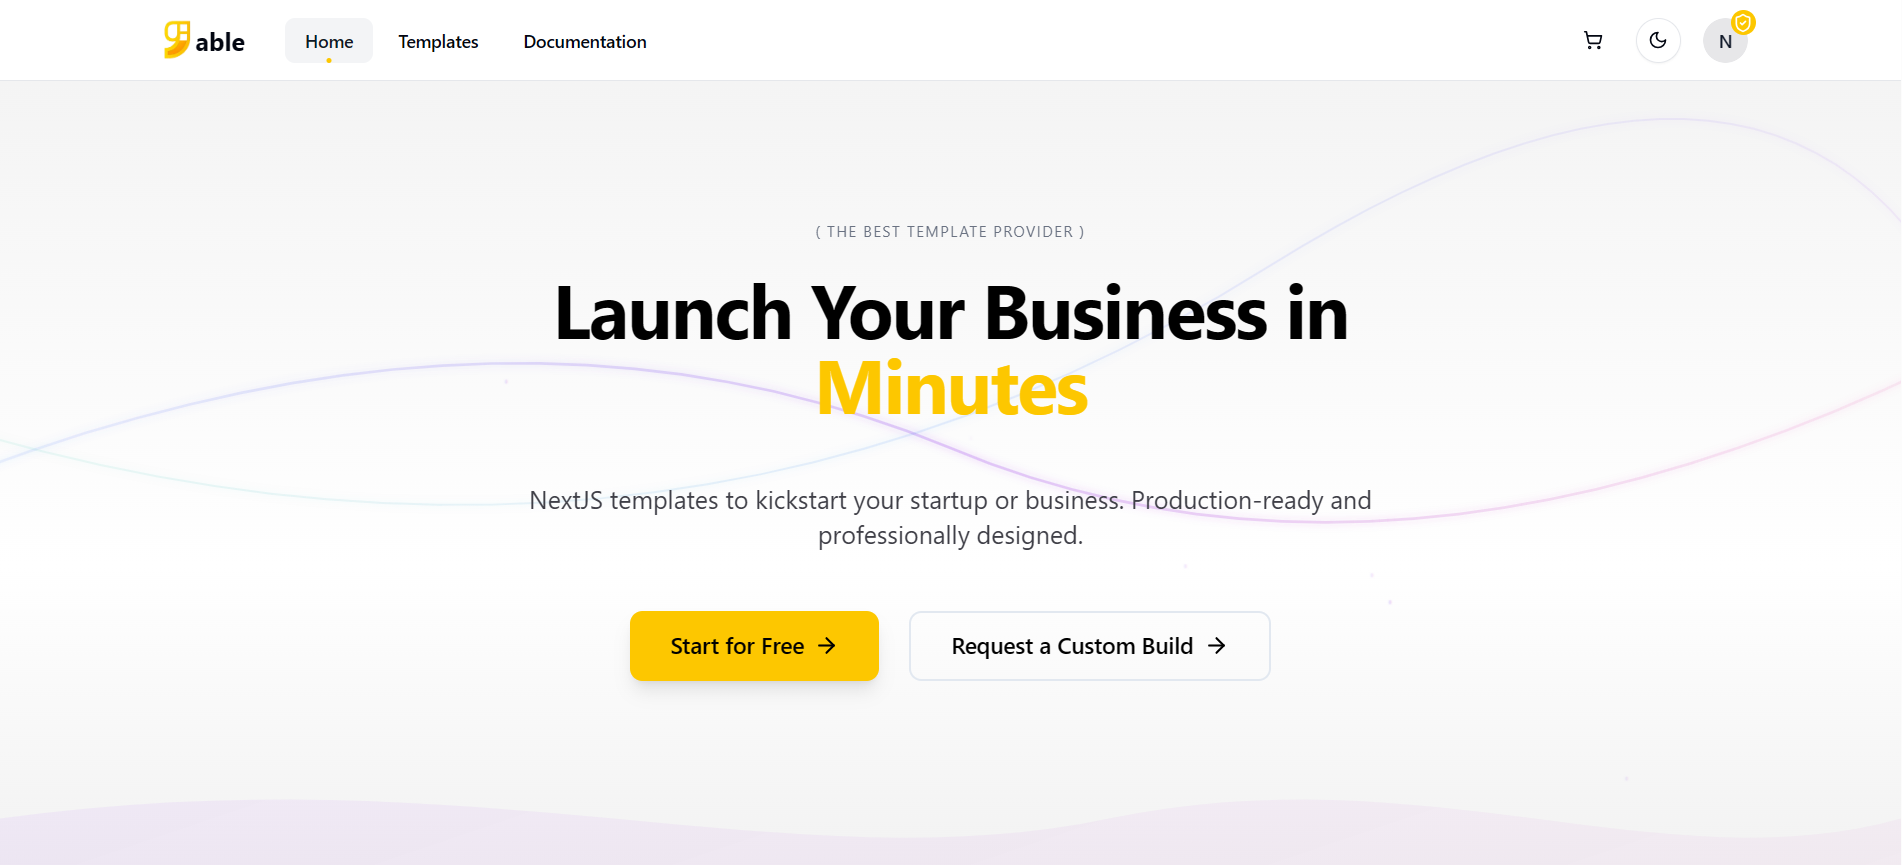 able
Home
Templates
Documentation
N
( THE BEST TEMPLATE PROVIDER )
Launch Your Business in
Minutes
NextJS templates to kickstart your startup or business. Production-ready and
professionally designed.
Start for Free
Request a Custom Build